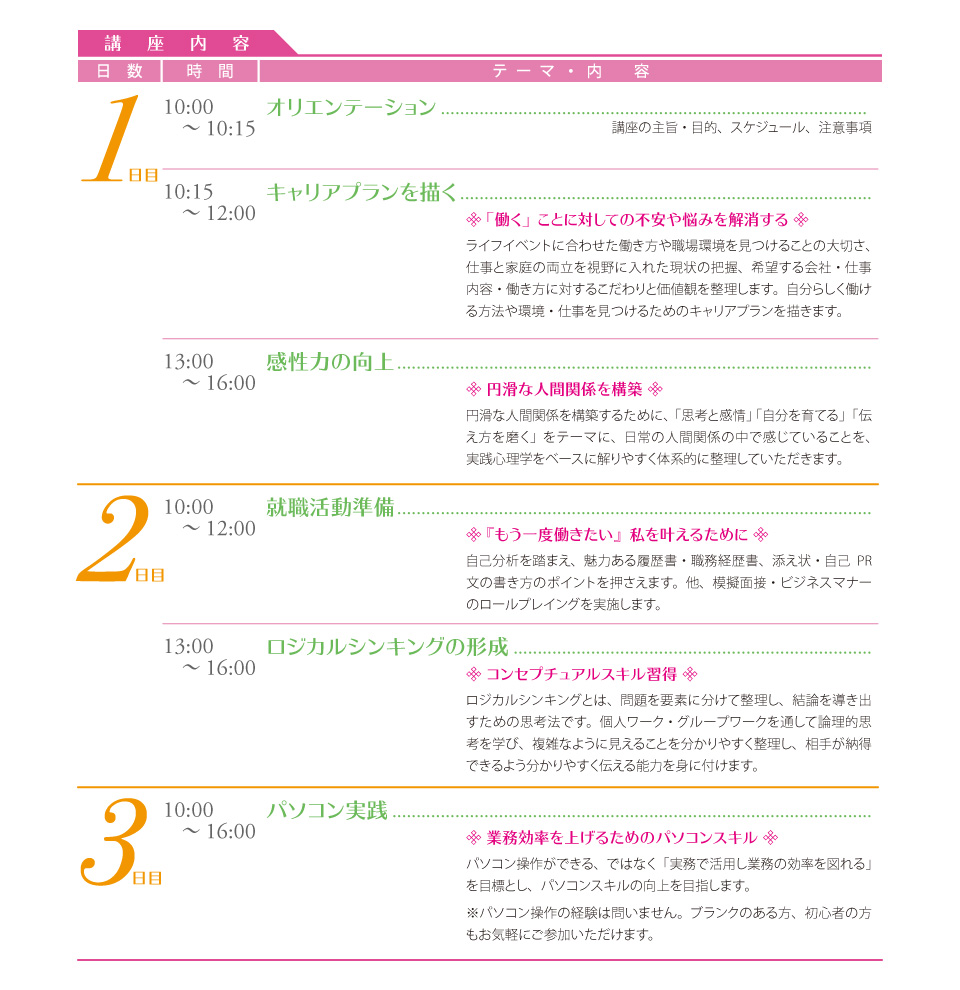 講座内容
日数 時間 テーマ・内 容
1日目
10:00
～10:15
オリエンテーション
講座の主旨・目的、スケジュール、注意事項
10:15
～12:00
キャリアプランを描く
「働く」ことに対しての不安や悩みを解消する
ライフイベントに合わせた働き方や職場環境を見つけることの大切さ、
仕事と家庭の両立を視野に入れた現状の把握、希望する会社・仕事
内容・働き方に対するこだわりと価値観を整理します。自分らしく働け
る方法や環境・仕事を見つけるためのキャリアプランを描きます。
13:00
～16:00
感性力の向上
円滑な人間関係を構築
円滑な人間関係を構築するために、「思考と感情」「自分を育てる」「伝
え方を磨く」をテーマに、日常の人間関係の中で感じていることを、
実践心理学をベースに解りやすく体系的に整理していただきます。
2日目
10:00
～12:00
就職活動準備
『もう一度働きたい』私を叶えるために
自己分析を踏まえ、魅力ある履歴書・職務経歴書、添え状・自己 PR
文の書き方のポイントを押さえます。他、模擬面接・ビジネスマナー
のロールプレイングを実施します。
13:00
～16:00
ロジカルシンキングの形成
コンセプチュアルスキル習得
ロジカルシンキングとは、問題を要素に分けて整理し、結論を導き出
すための思考法です。個人ワーク・グループワークを通して論理的思
考を学び、複雑なように見えることを分かりやすく整理し、相手が納得
できるよう分かりやすく伝える能力を身に付けます。
3日目
10:00
～16:00
パソコン実践
業務効率を上げるためのパソコンスキル
パソコン操作ができる、ではなく「実務で活用し業務の効率を図れる」
を目標とし、パソコンスキルの向上を目指します。
※パソコン操作の経験は問いません。ブランクのある方、初心者の方
もお気軽にご参加いただけます。